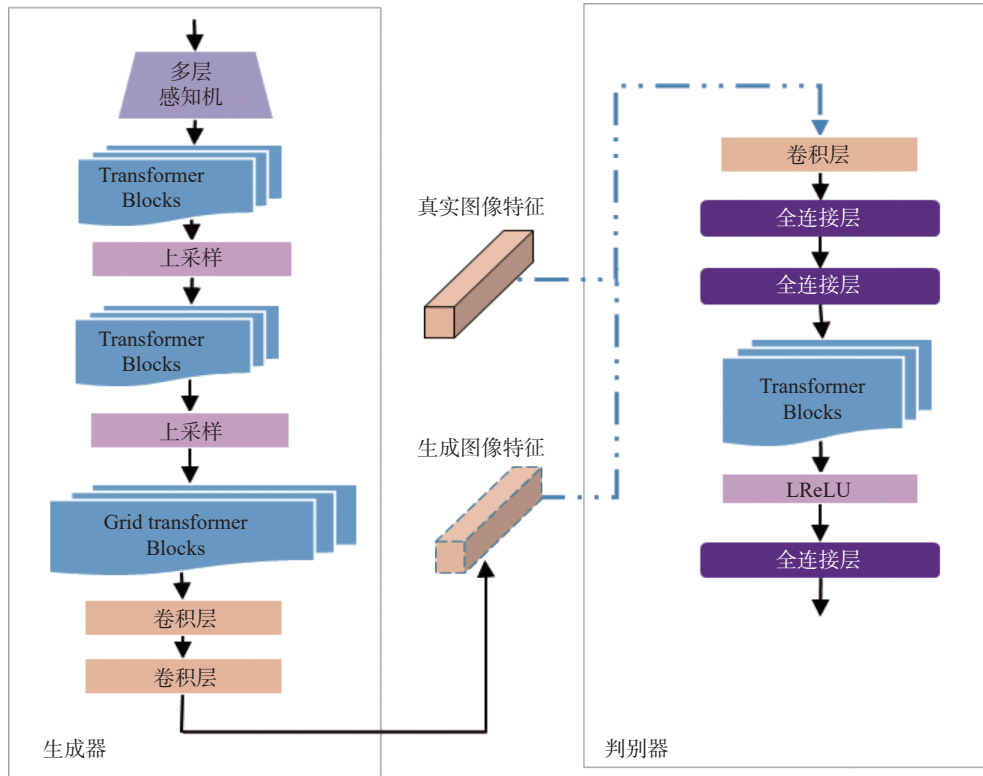 多层
感知机
Transformer
Blocks
上采样
Transformer
Blocks
上采样
Grid transformer
Blocks
卷积层
卷积层
生成器
真实图像特征
生成图像特征
卷积层
全连接层
全连接层
Transformer
Blocks
LReLU
全连接层
判别器